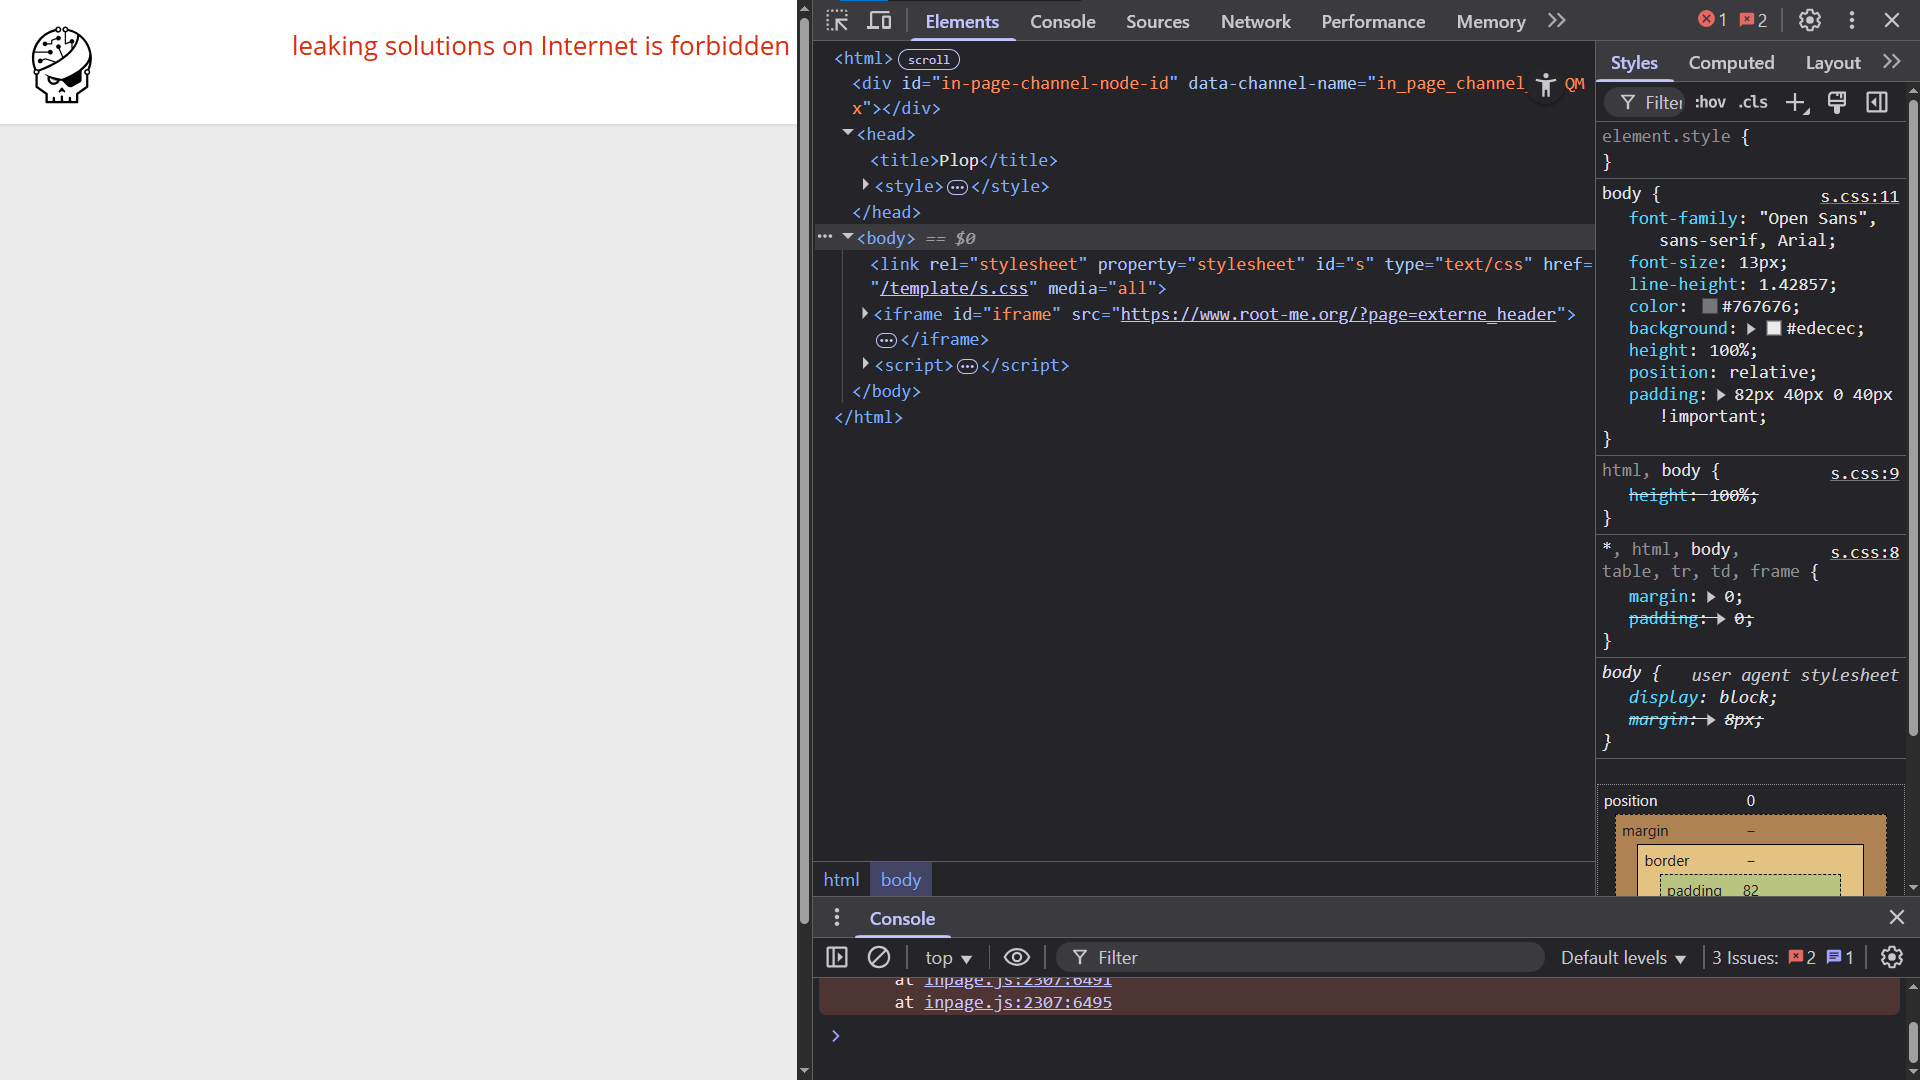 leaking solutions on Internet is forbidden
Elements Console Sources Network Performance Memory 1 2
<html> scroll
<div id="in-page-channel-node-id" data-channel-name="in_page_channel_ QM
x"></div>
<head>
<title>Plop</title>
<style> </style>
</head>
<body> == $0
<link rel="stylesheet" property="stylesheet" id="s" type="text/css" href=
"/template/s.css" media="all">
<iframe id="iframe" src="https://www.root-me.org/?page=externe_header">
</iframe>
<script> </script>
</body>
</html>
html body
Styles Computed Layout
Filter :hov .cls
element.style {
}
body { s.css:11
font-family: "Open Sans",
sans-serif, Arial;
font-size: 13px;
line-height: 1.42857;
color: #767676;
background: #edecec;
height: 100%;
position: relative;
padding: 82px 40px 0 40px
!important;
}
html, body { s.css:9
height: 100%;
}
*, html, body, s.css:8
table, tr, td, frame {
margin: 0;
padding: 0;
}
body { user agent stylesheet
display: block;
margin: 8px;
}
position 0
margin –
border –
padding 82
Console
top Filter Default levels 3 Issues: 2 1
at inpage.js:2307:6491
at inpage.js:2307:6495